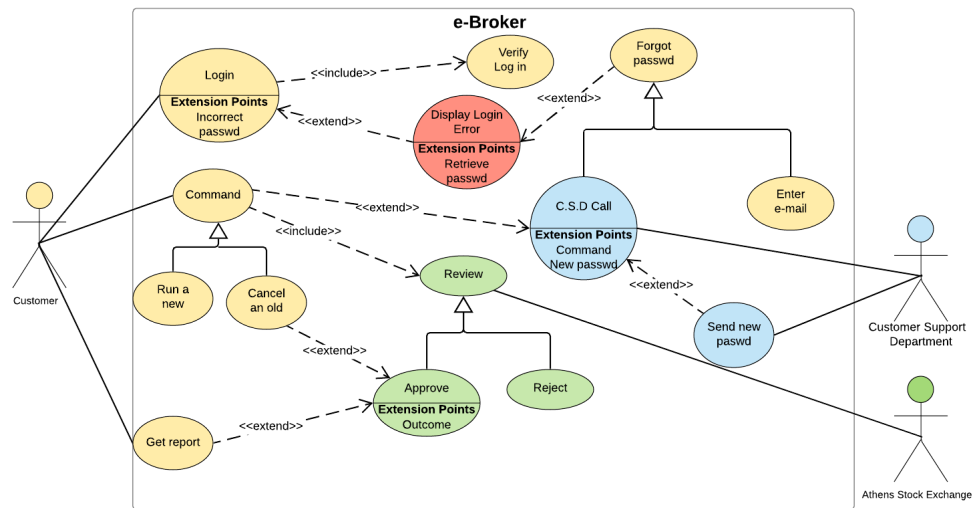 e-Broker
Login
Extension Points
Incorrect
passwd
<<include>>
Verify
Log in
Forgot
passwd
<<extend>>
<<extend>>
Display Login
Error
Extension Points
Retrieve
passwd
Command
<<extend>>
<<include>>
C.S.D Call
Extension Points
Command
New passwd
Enter
e-mail
Customer
Run a
new
Cancel
an old
Review
<<extend>>
Send new
paswd
Customer Support
Department
<<extend>>
Approve
Extension Points
Outcome
Reject
Get report
<<extend>>
Athens Stock Exchange